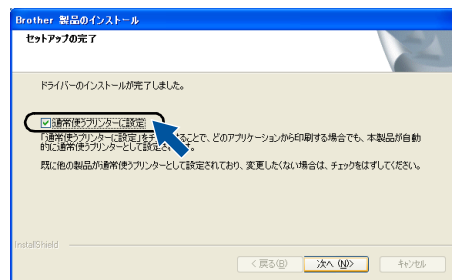 Brother 製品のインストール
セットアップの完了
ドライバーのインストールが完了しました。
通常使うプリンターに設定
「通常使うプリンターに設定」をチ することで、どのアプリケーションから印刷する場合でも、本製品が自動
的に通常使うプリンターとして設定 す。
既に他の製品が通常使うプリンターとして設定されており、変更したくない場合は、チェックをはずしてください。
InstallShield
< 戻る(B)
次へ (N)>
キャンセル